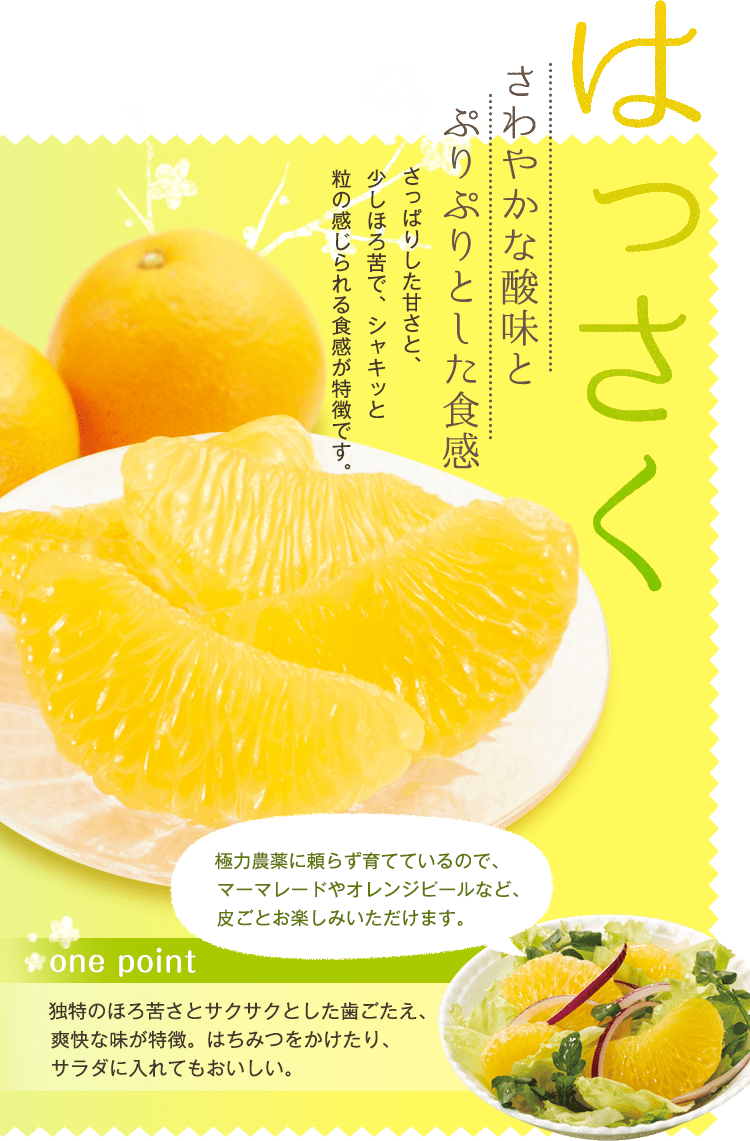 はっさく
さわやかな酸味と
ぷりぷりとした食感
さっぱりした甘さと、
少しほろ苦で、シャキッと
粒の感じられる食感が特徴です。
極力農薬に頼らず育てているので、
マーマレードやオレンジピールなど、
皮ごとお楽しみいただけます。
one point
独特のほろ苦さとサクサクとした歯ごたえ、
爽快な味が特徴。はちみつをかけたり、
サラダに入れてもおいしい。